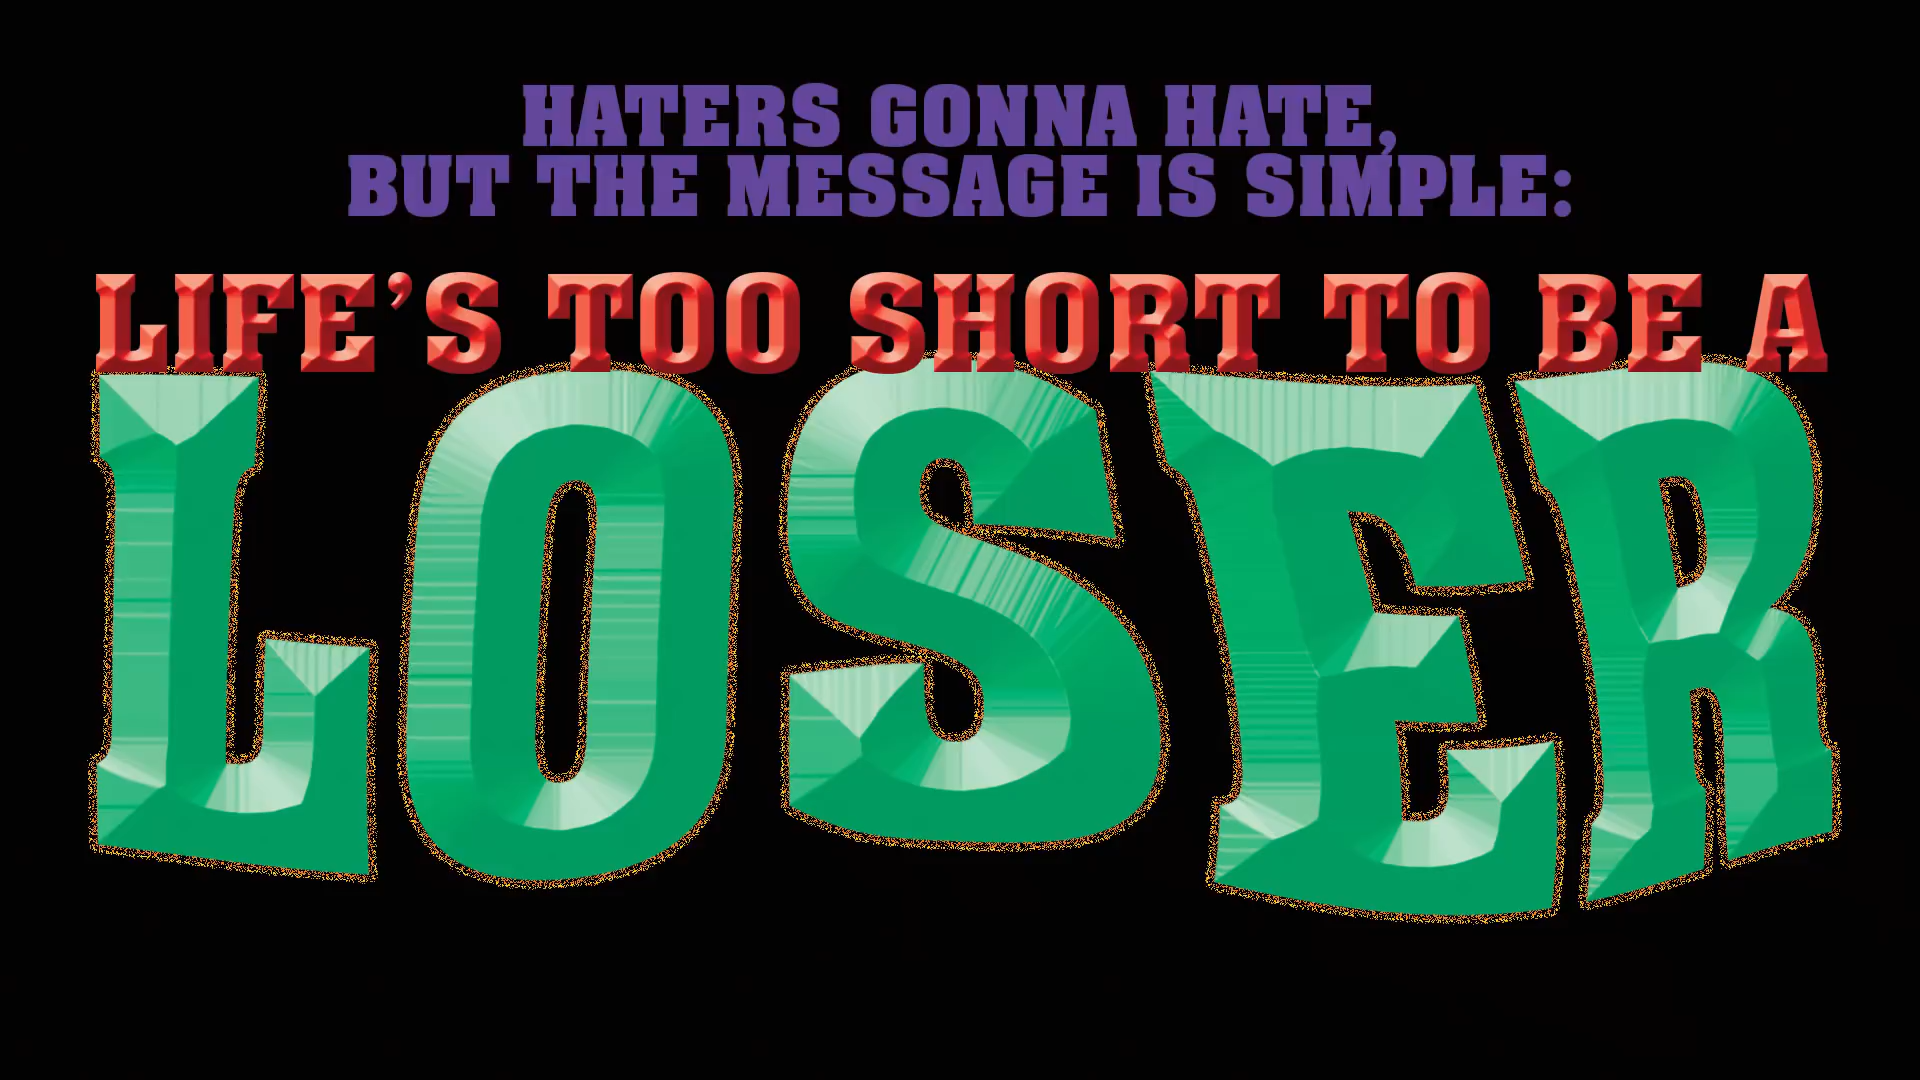 HATERS GONNA HATE,
BUT THE MESSAGE IS SIMPLE:
LIFE’S TOO SHORT TO BE A
LOSER